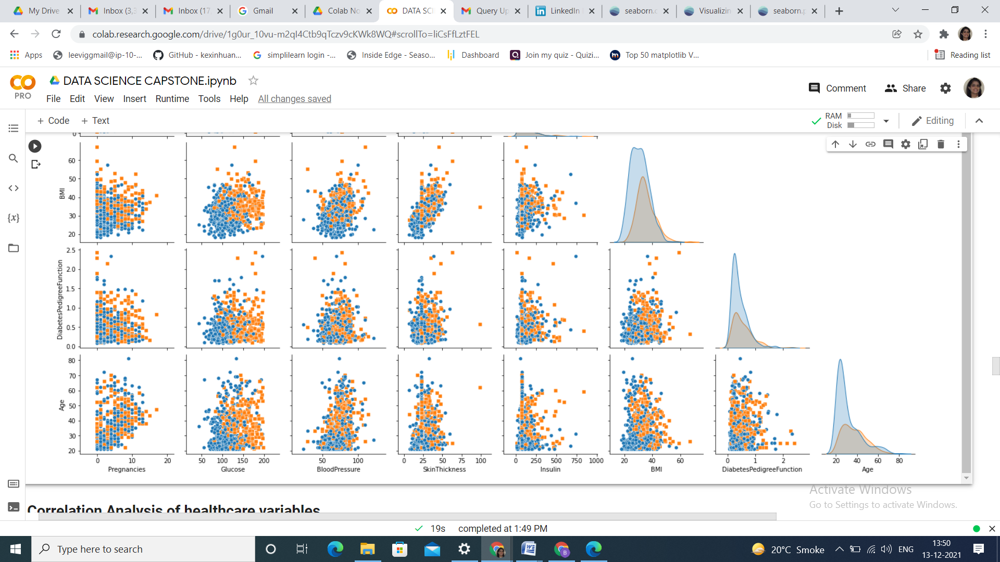 My Drive
Inbox (3,3
Inbox (17
Gmail
Colab No
DATA SCI
Query Up
LinkedIn
seaborn.
Visualizin
seaborn.
colab.research.google.com/drive/1g0ur_10vu-m2qI4Ctb9qTczv9cKWk8WQ#scrollTo=liCsFfLztFEL
Apps
leeviggmail@ip-10-...
GitHub - kexinhuan...
simplilearn login -...
Inside Edge - Seaso...
Dashboard
Join my quiz - Quizi...
Top 50 matplotlib V...
Reading list
PRO
DATA SCIENCE CAPSTONE.ipynb
Comment
Share
File Edit View Insert Runtime Tools Help All changes saved
+ Code + Text
RAM
Disk
Editing
0
BMI
60
50
40
30
20
DiabetesPedigreeFunction
2.5
2.0
1.5
1.0
0.5
0.0
Age
80
70
60
50
40
30
20
0 10 20
50 100 150 200
50 100
0 25 50 75 100
0 250 500 750 1000
20 40 60
0 1 2
20 40 60 80
Pregnancies
Glucose
BloodPressure
SkinThickness
Insulin
BMI
DiabetesPedigreeFunction
Age
Activate Windows
Go to Settings to activate Windows.
Correlation Analysis of healthcare variables
19s completed at 1:49 PM
Type here to search
20°C Smoke
ENG
13:50
13-12-2021